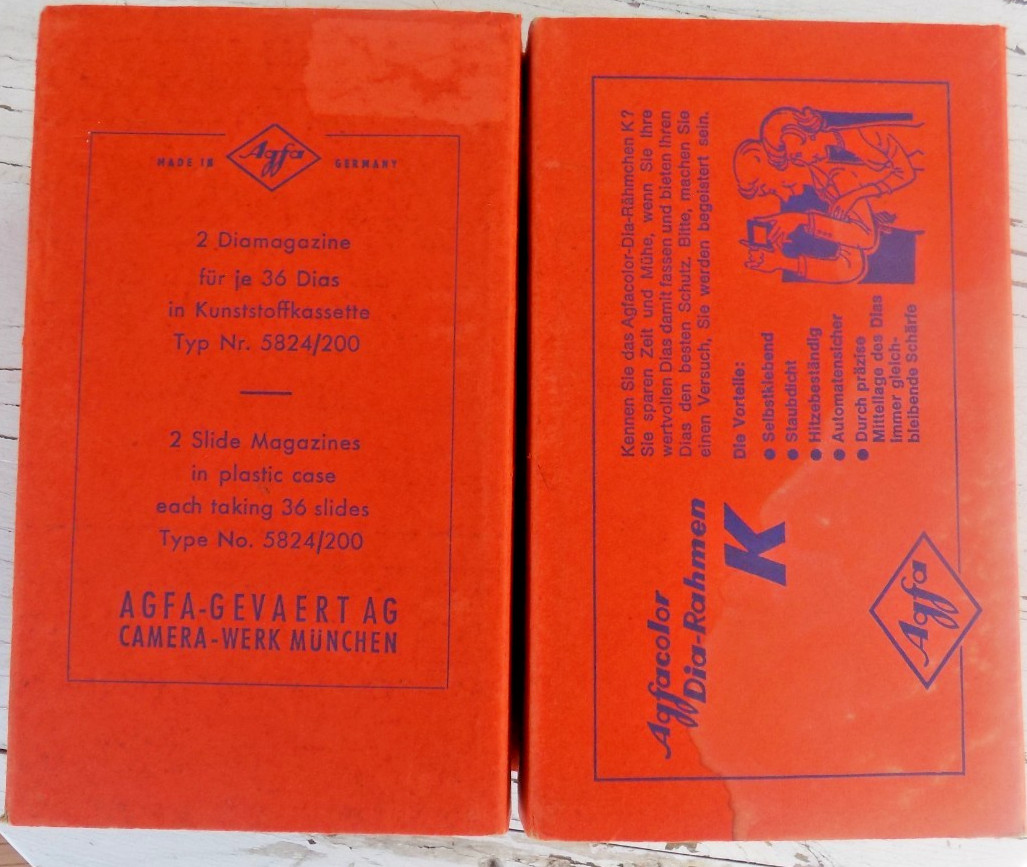 MADE IN Agfa GERMANY
2 Diamagazine
für je 36 Dias
in Kunststoffkassette
Typ Nr. 5824/200
2 Slide Magazines
in plastic case
each taking 36 slides
Type No. 5824/200
AGFA-GEVAERT AG
CAMERA-WERK MÜNCHEN
Agfacolor
Dia-Rahmen
K
Kennen Sie das Agfacolor-Dia-Rähmchen K?
Sie sparen Zeit und Mühe, wenn Sie Ihre
wertvollen Dias damit fassen und bieten Ihren
Dias den besten Schutz. Bitte, machen Sie
einen Versuch, Sie werden begeistert sein.
Die Vorteile:
● Selbstklebend
● Staubdicht
● Hitzebeständig
● Automatensicher
● Durch präzise
Mittellage des Dias
immer gleich-
bleibende Schärfe
Agfa